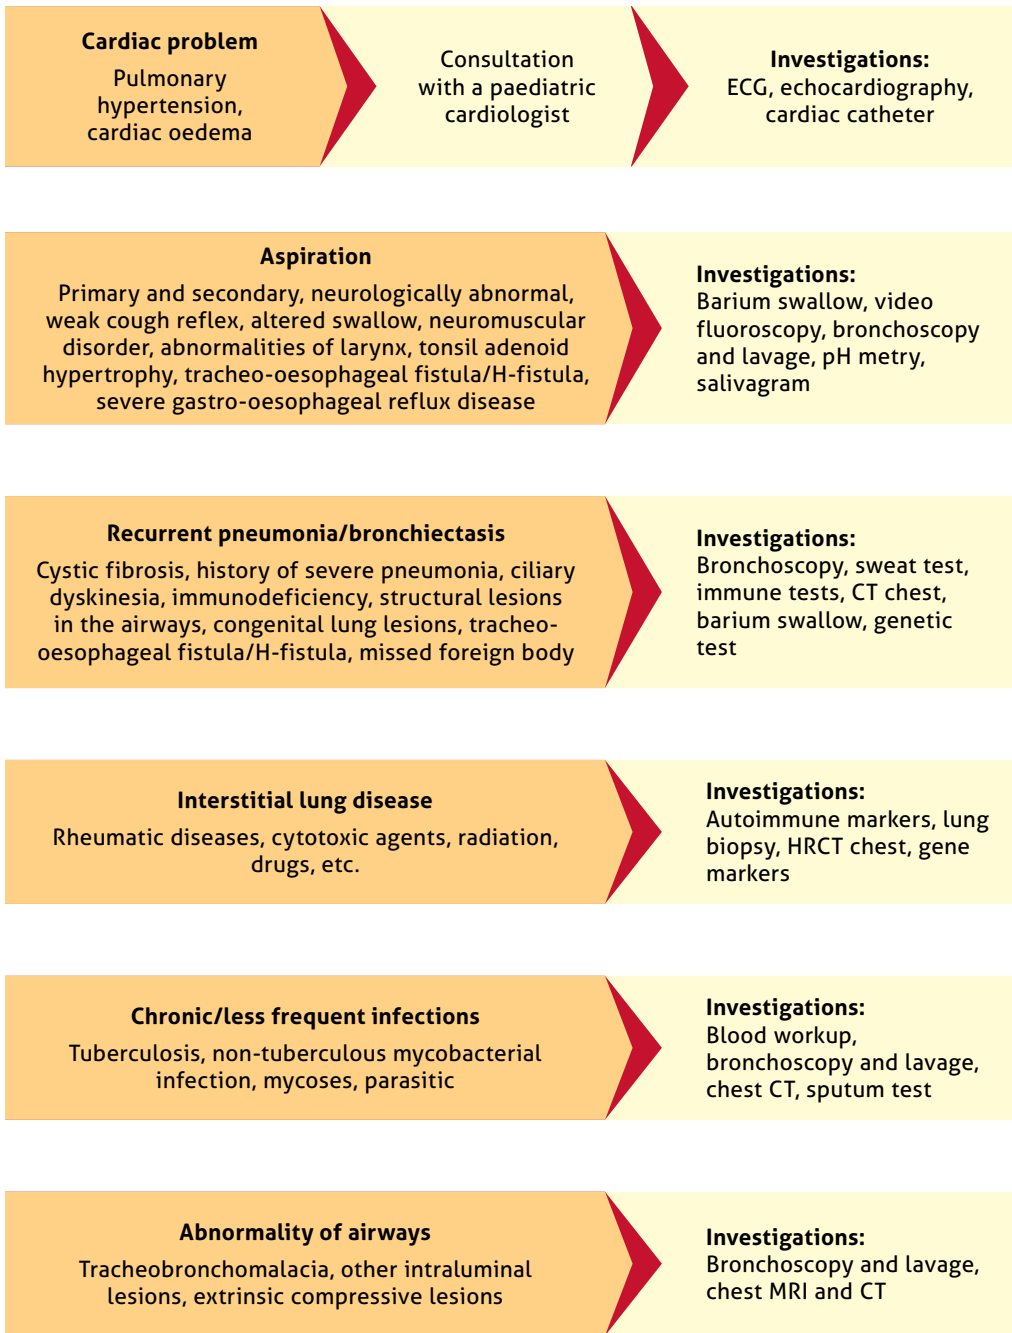 Cardiac problem
Pulmonary
hypertension,
cardiac oedema
Consultation
with a paediatric
cardiologist
Investigations:
ECG, echocardiography,
cardiac catheter
Aspiration
Primary and secondary, neurologically abnormal,
weak cough reflex, altered swallow, neuromuscular
disorder, abnormalities of larynx, tonsil adenoid
hypertrophy, tracheo-oesophageal fistula/H-fistula,
severe gastro-oesophageal reflux disease
Investigations:
Barium swallow, video
fluoroscopy, bronchoscopy
and lavage, pH metry,
salivagram
Recurrent pneumonia/bronchiectasis
Cystic fibrosis, history of severe pneumonia, ciliary
dyskinesia, immunodeficiency, structural lesions
in the airways, congenital lung lesions, tracheo-
oesophageal fistula/H-fistula, missed foreign body
Investigations:
Bronchoscopy, sweat test,
immune tests, CT chest,
barium swallow, genetic
test
Interstitial lung disease
Rheumatic diseases, cytotoxic agents, radiation,
drugs, etc.
Investigations:
Autoimmune markers, lung
biopsy, HRCT chest, gene
markers
Chronic/less frequent infections
Tuberculosis, non-tuberculous mycobacterial
infection, mycoses, parasitic
Investigations:
Blood workup,
bronchoscopy and lavage,
chest CT, sputum test
Abnormality of airways
Tracheobronchomalacia, other intraluminal
lesions, extrinsic compressive lesions
Investigations:
Bronchoscopy and lavage,
chest MRI and CT